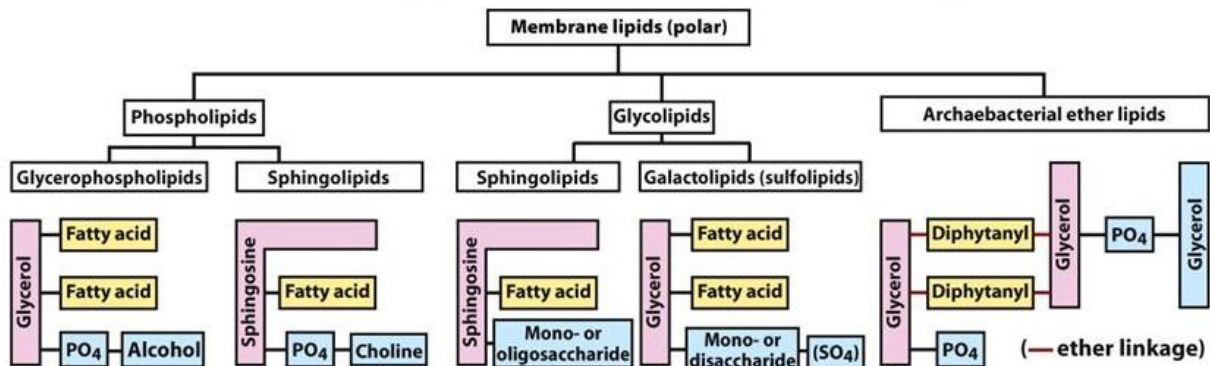 Membrane lipids (polar)
Phospholipids
Glycolipids
Archaebacterial ether lipids
Glycerophospholipids
Sphingolipids
Sphingolipids
Galactolipids (sulfolipids)
Glycerol
Fatty acid
Fatty acid
PO4
Alcohol
Sphingosine
Fatty acid
PO4
Choline
Sphingosine
Fatty acid
Mono- or
oligosaccharide
Glycerol
Fatty acid
Fatty acid
Mono- or
disaccharide
(SO4)
Glycerol
Diphytanyl
Diphytanyl
PO4
Glycerol
PO4
Glycerol
(— ether linkage)